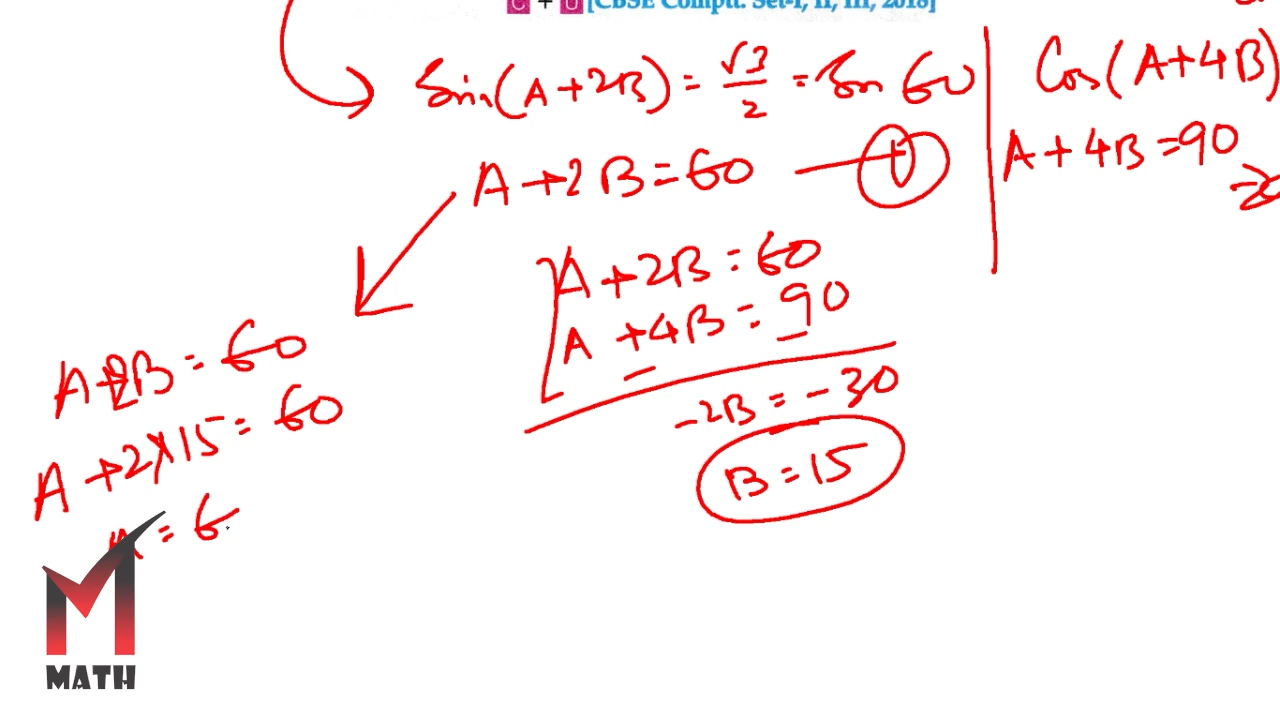 C + U [CBSE Comptt. Set-I, II, III, 2018]
Sin(A+2B) = √3/2 = Sin 60
Cos(A+4B)
A+2B=60 — ①
A+4B=90
A+2B=60
A+4B=90
-2B=-30
B=15
A+2B=60
A+2×15=60
A=6
MATH